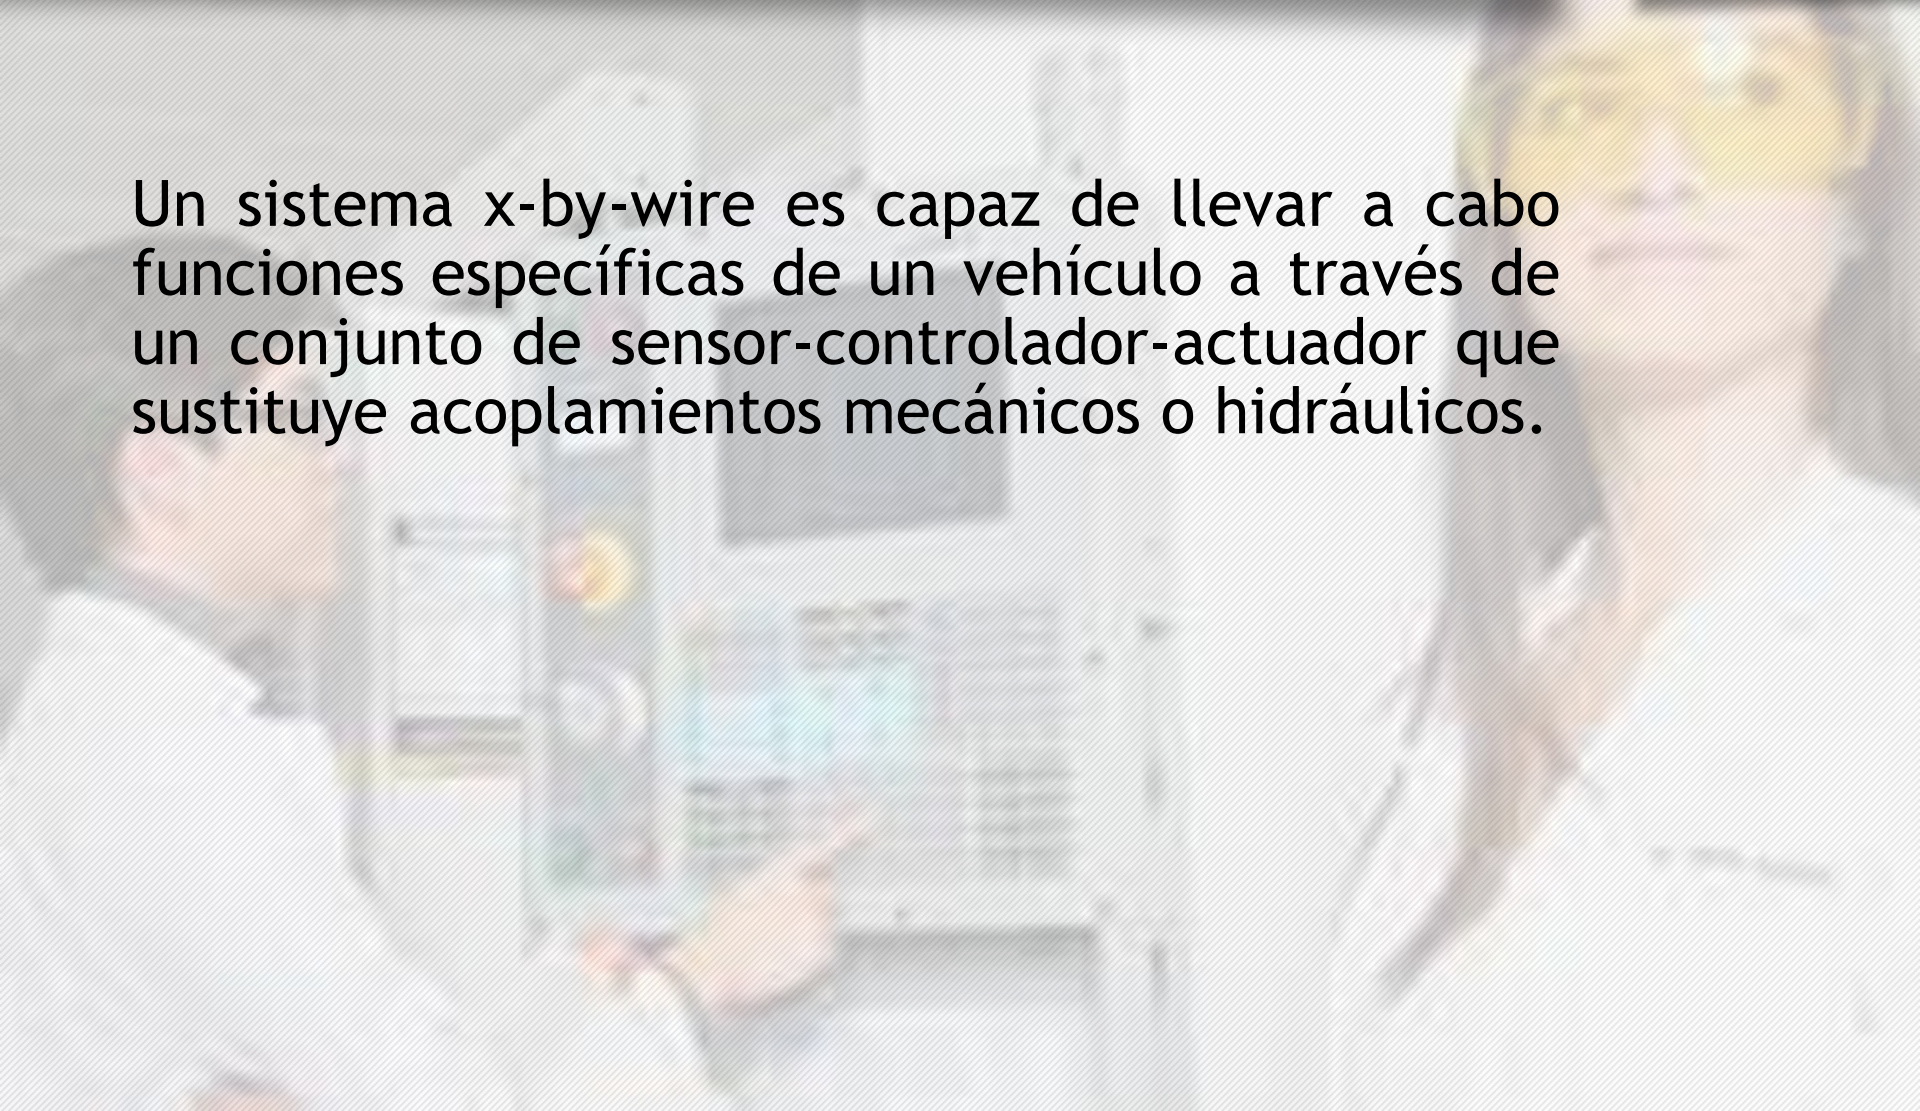 Un sistema x-by-wire es capaz de llevar a cabo
funciones específicas de un vehículo a través de
un conjunto de sensor-controlador-actuador que
sustituye acoplamientos mecánicos o hidráulicos.